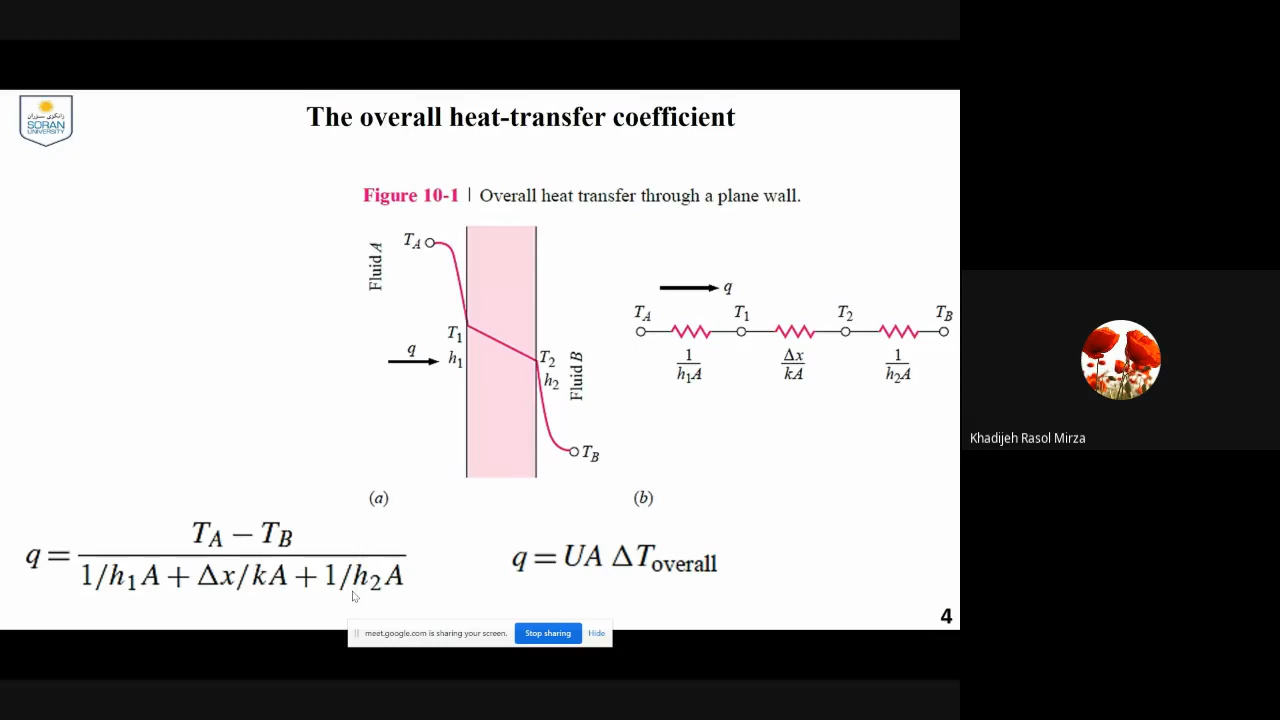 زانكۆی سۆران
SORAN
UNIVERSITY
The overall heat-transfer coefficient
Figure 10-1 | Overall heat transfer through a plane wall.
Fluid A
T_A
T_1
h_1
q
T_2
h_2
Fluid B
T_B
(a)
q
T_A T_1 T_2 T_B
1/h_1A Δx/kA 1/h_2A
(b)
q = (T_A − T_B) / (1/h_1A + Δx/kA + 1/h_2A)
q = UA ΔT_overall
4
meet.google.com is sharing your screen. Stop sharing Hide
Khadijeh Rasol Mirza